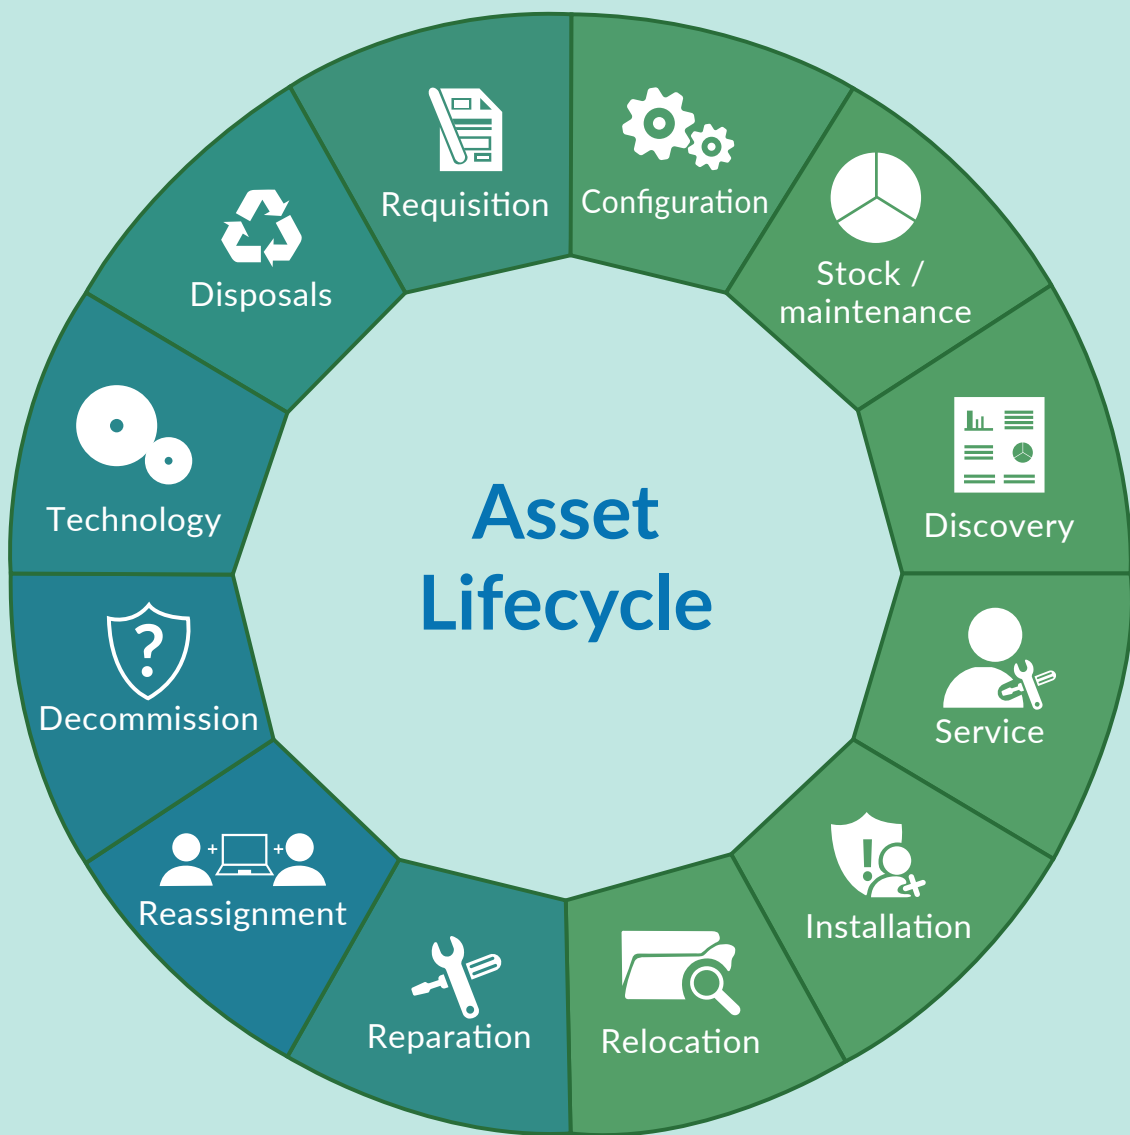 Requisition
Configuration
Stock /
maintenance
Discovery
Service
Installation
Relocation
Reparation
Reassignment
Decommission
?
Technology
Disposals
Asset
Lifecycle